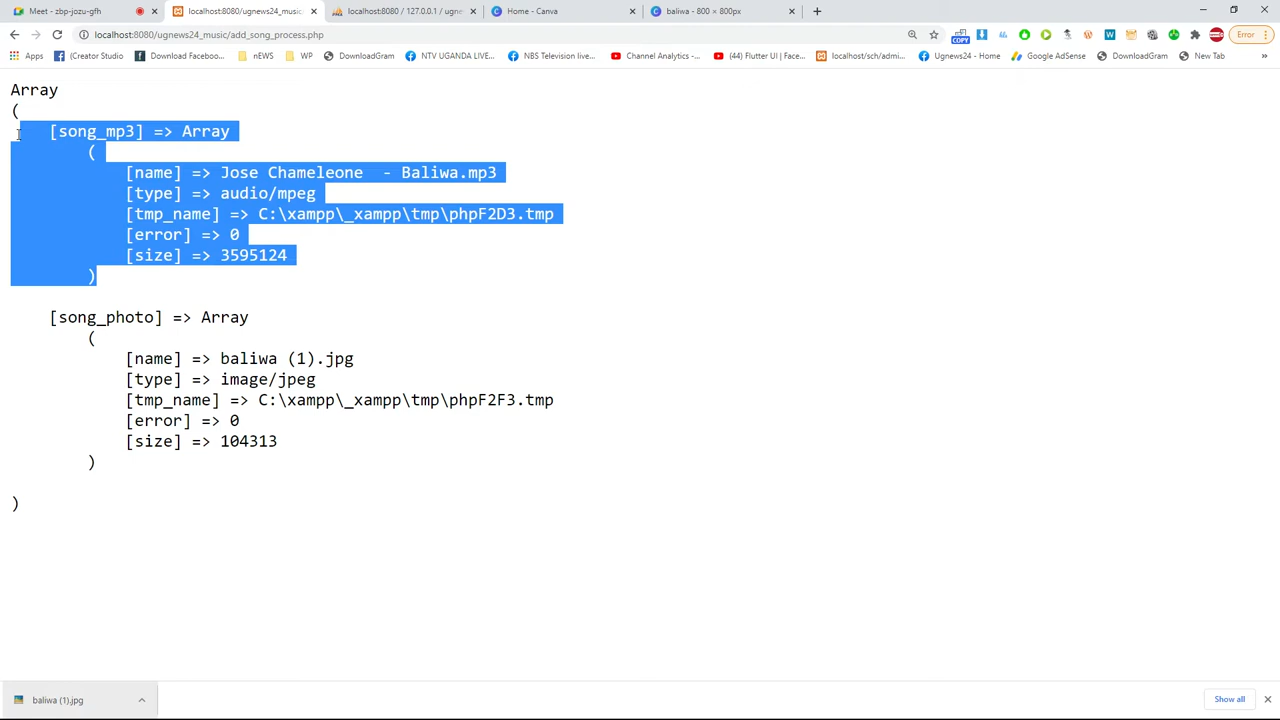 Meet - zbp-jozu-gfh
localhost:8080/ugnews24_music
localhost:8080 / 127.0.0.1 / ugne
Home - Canva
baliwa - 800 × 800px
localhost:8080/ugnews24_music/add_song_process.php
COPY
Error
Apps
(Creator Studio
Download Faceboo...
nEWS-
WP
DownloadGram
NTV UGANDA LIVE...
NBS Television live...
Channel Analytics -...
(44) Flutter UI | Face...
localhost/sch/admi...
Ugnews24 - Home
Google AdSense
DownloadGram
New Tab
Array
(
[song_mp3] => Array
(
[name] => Jose Chameleone  - Baliwa.mp3
[type] => audio/mpeg
[tmp_name] => C:\xampp\_xampp\tmp\phpF2D3.tmp
[error] => 0
[size] => 3595124
)
[song_photo] => Array
(
[name] => baliwa (1).jpg
[type] => image/jpeg
[tmp_name] => C:\xampp\_xampp\tmp\phpF2F3.tmp
[error] => 0
[size] => 104313
)
)
baliwa (1).jpg
Show all